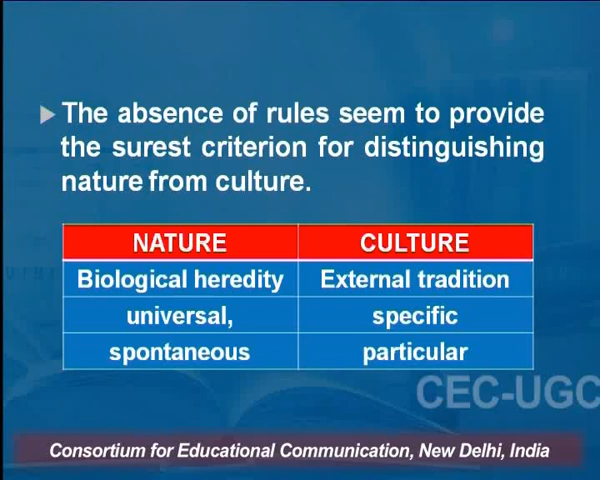 The absence of rules seem to provide
the surest criterion for distinguishing
nature from culture.
NATURE CULTURE
Biological heredity External tradition
universal, specific
spontaneous particular
CEC-UGC
Consortium for Educational Communication, New Delhi, India